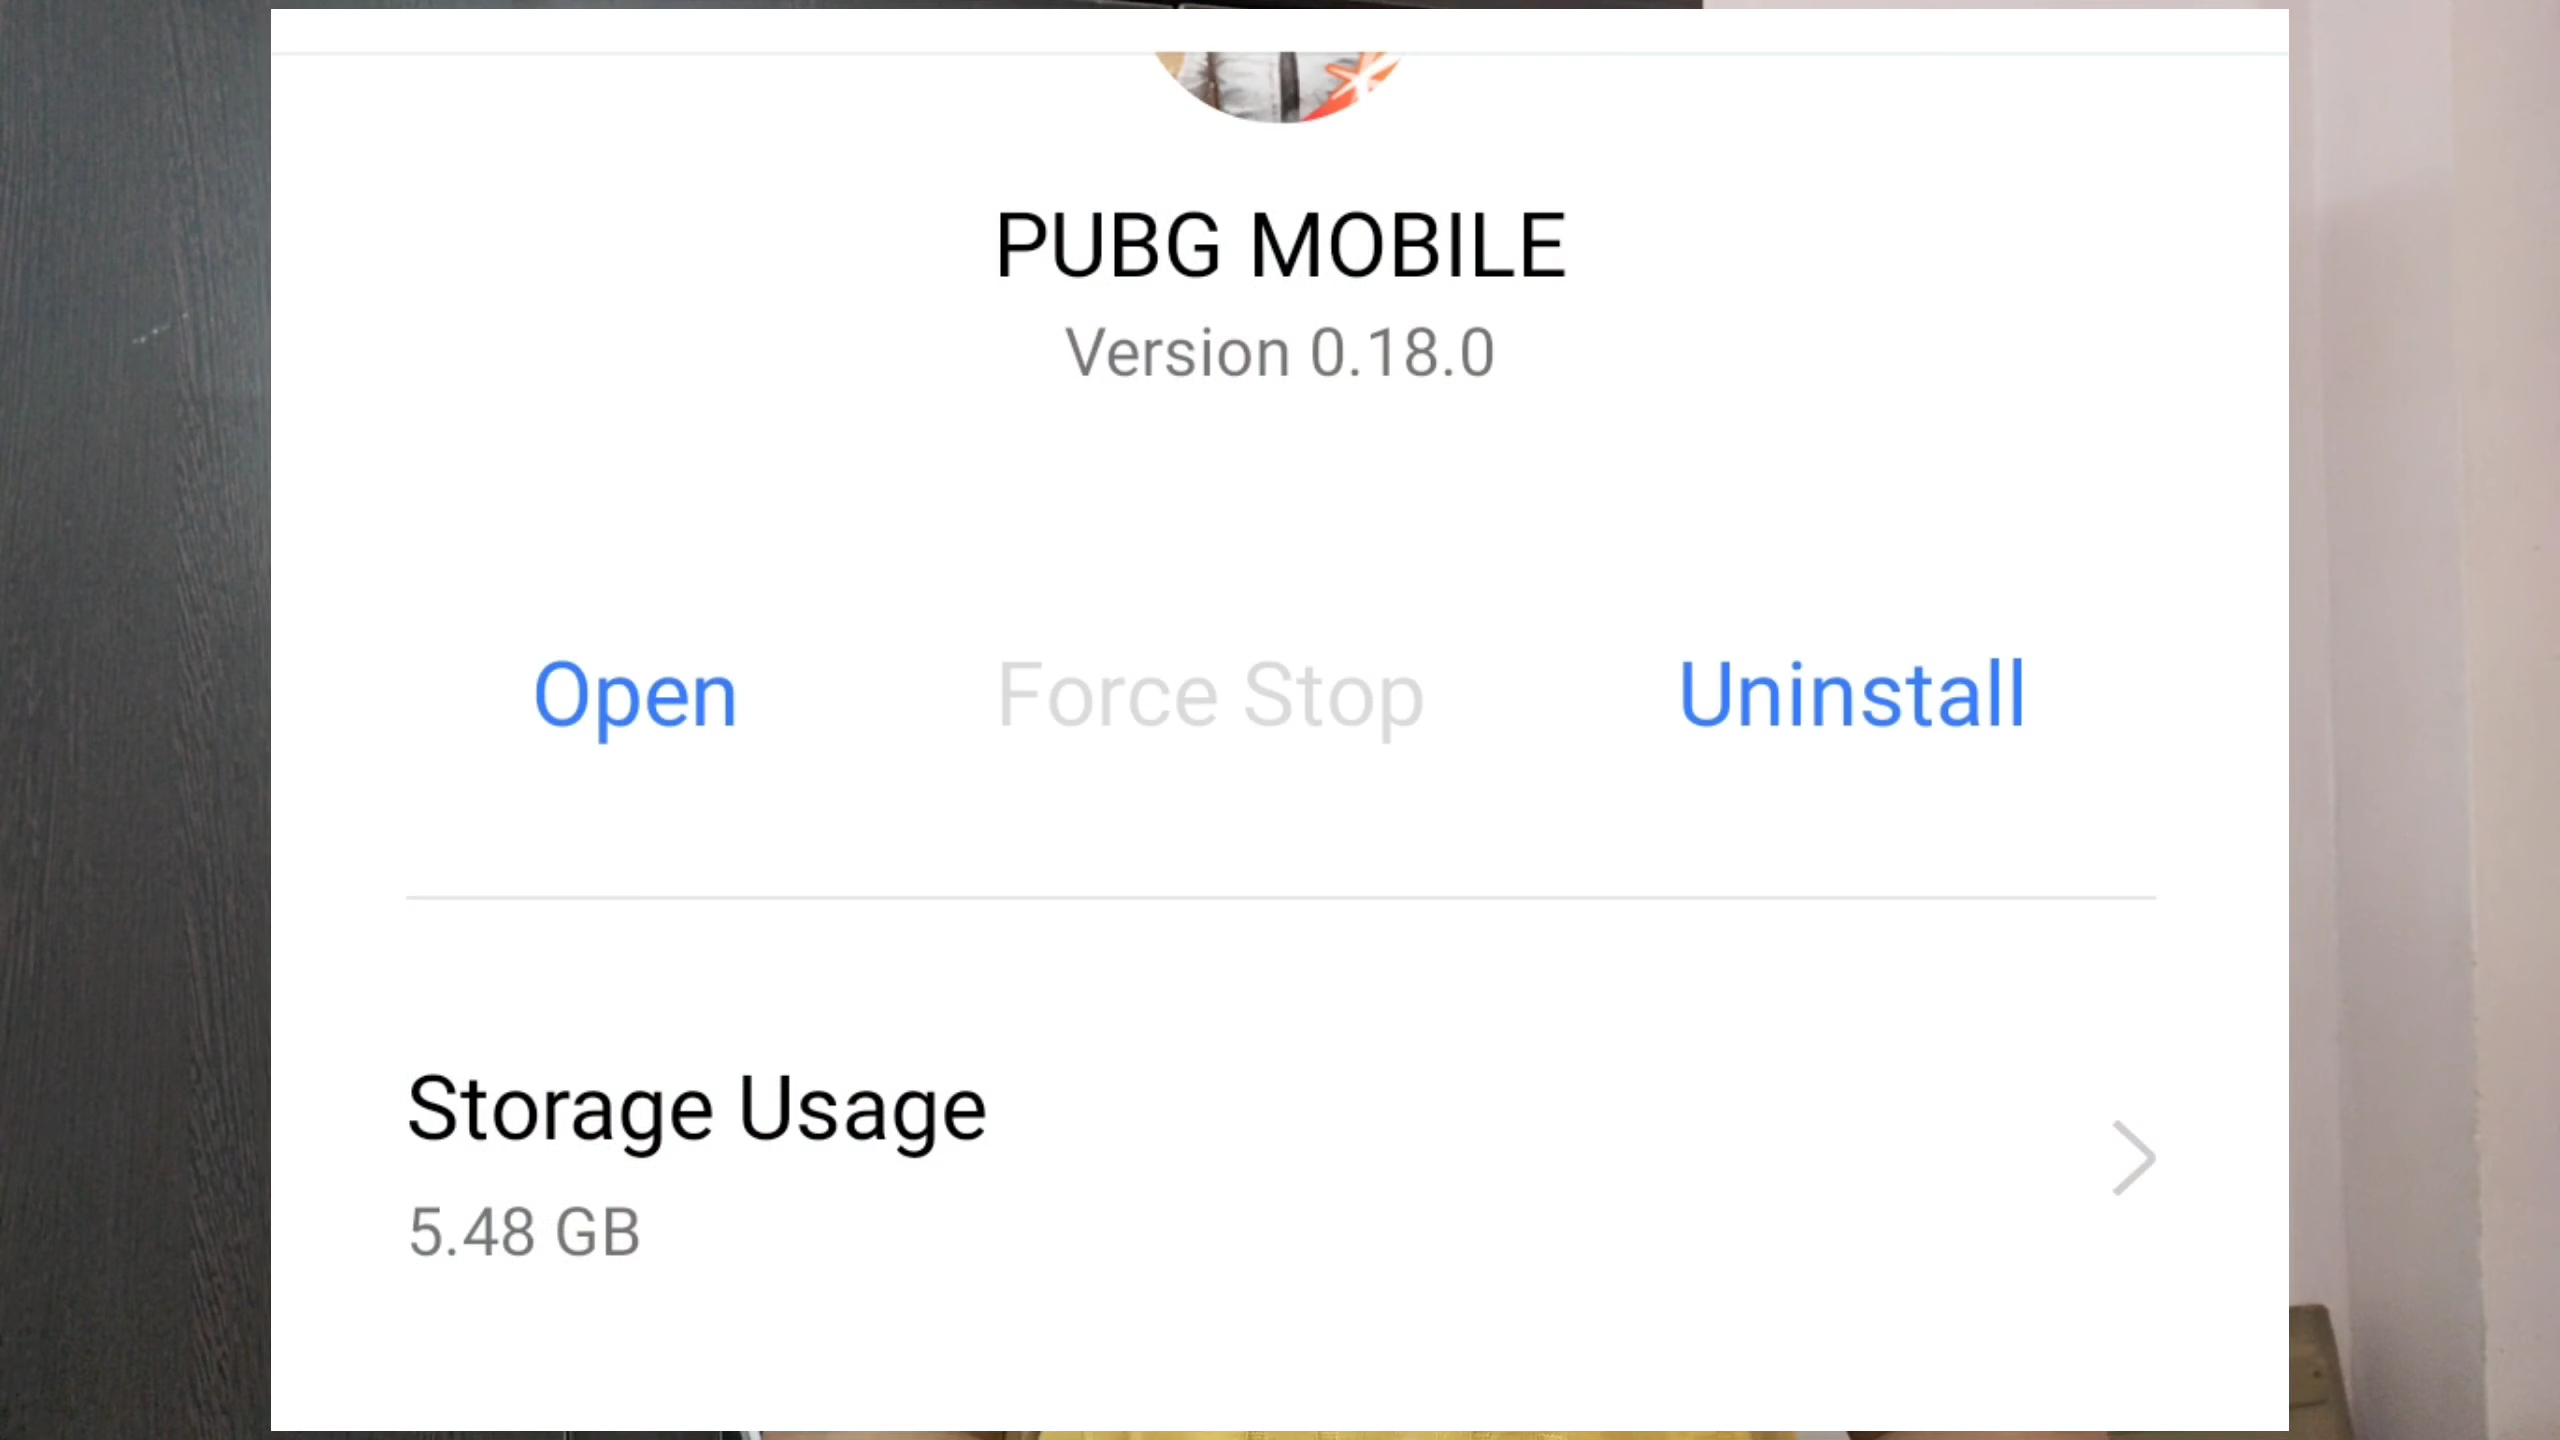 PUBG MOBILE
Version 0.18.0
Open Force Stop Uninstall
Storage Usage
5.48 GB